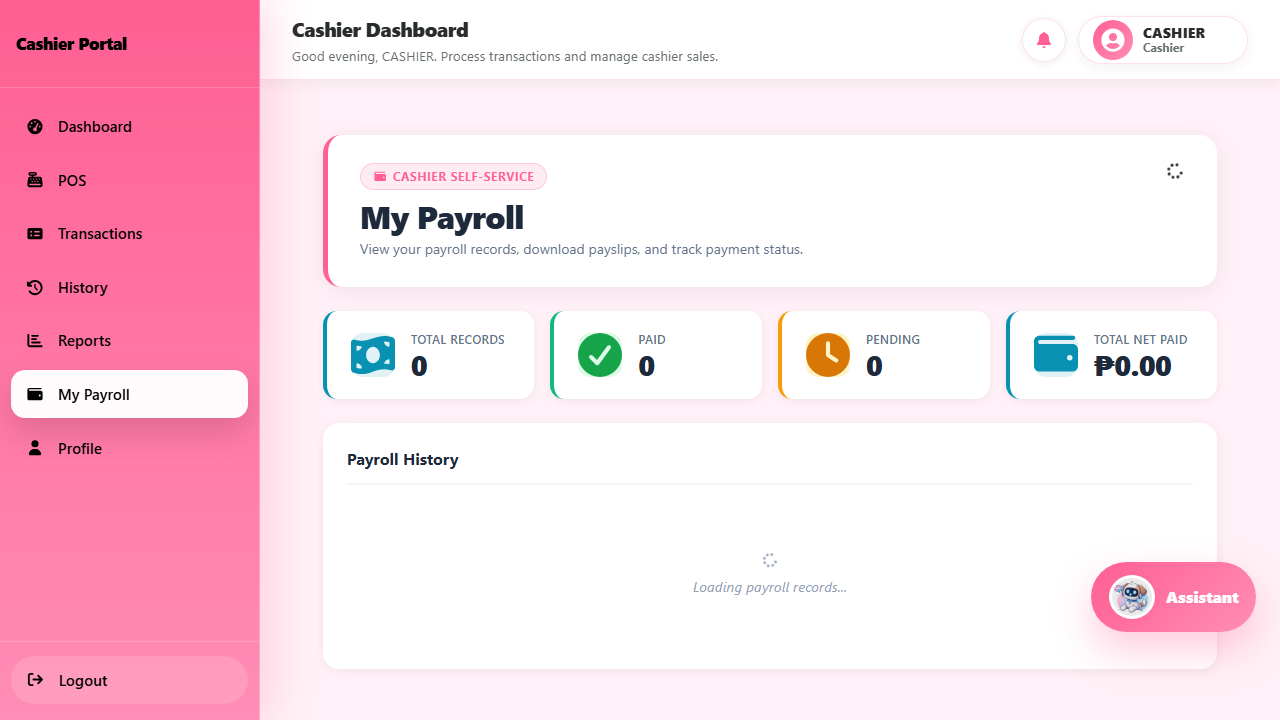 Cashier Portal
Dashboard
POS
Transactions
History
Reports
My Payroll
Profile
Logout
Cashier Dashboard
Good evening, CASHIER. Process transactions and manage cashier sales.
CASHIER
Cashier
CASHIER SELF-SERVICE
My Payroll
View your payroll records, download payslips, and track payment status.
TOTAL RECORDS
0
PAID
0
PENDING
0
TOTAL NET PAID
₱0.00
Payroll History
Loading payroll records...
Assistant